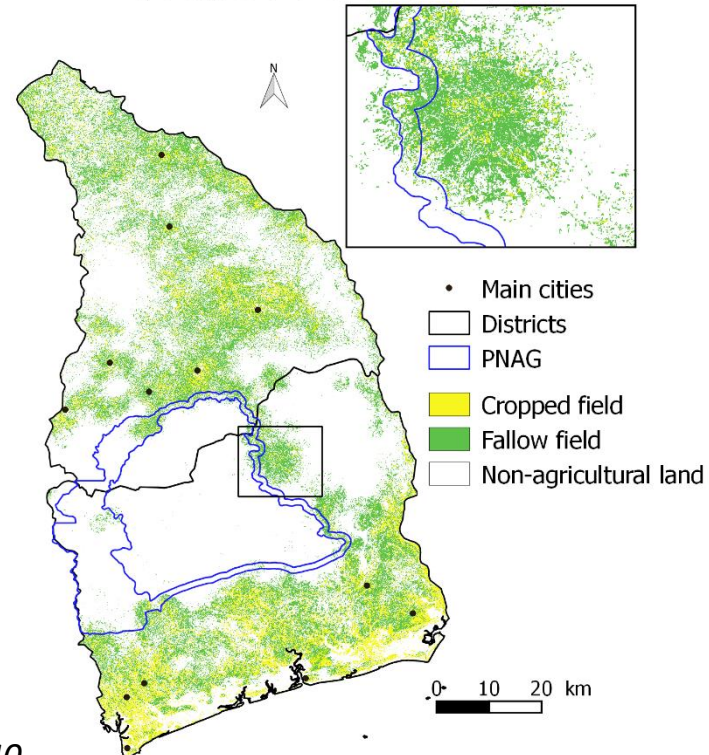 N
Main cities
Districts
PNAG
Cropped field
Fallow field
Non-agricultural land
0 10 20 km